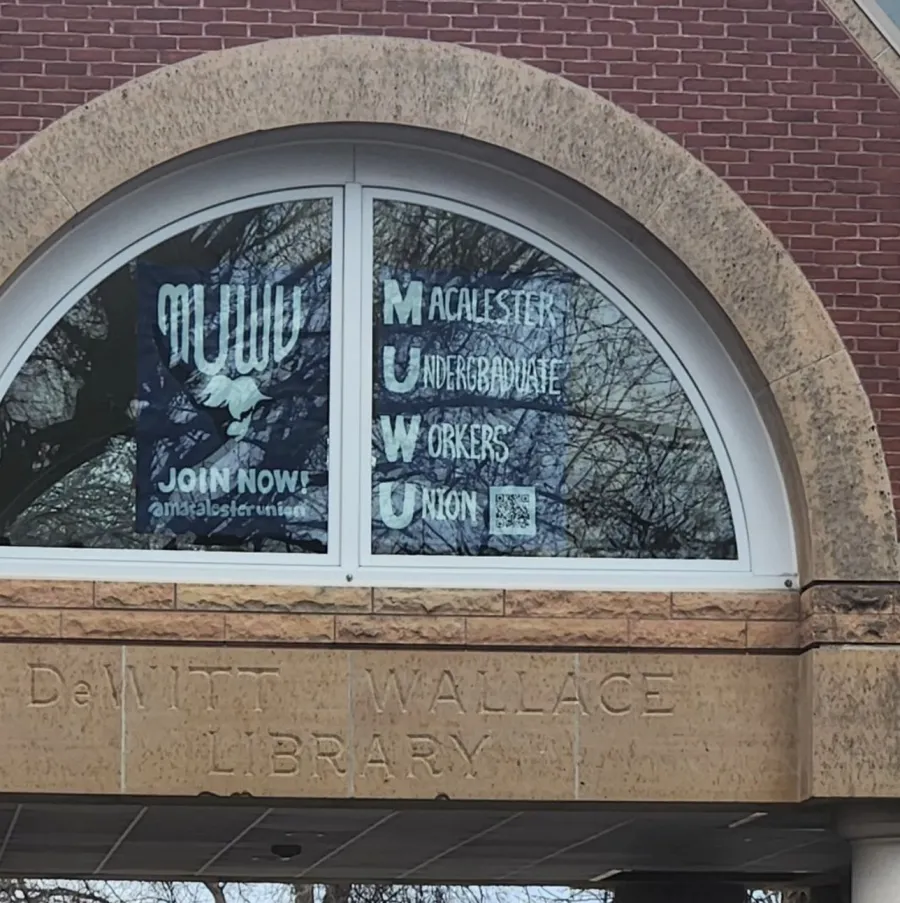 MUWU
JOIN NOW!
@macalesterunion
MACALESTER
UNDERGRADUATE
WORKERS'
UNION
DeWITT WALLACE
LIBRARY